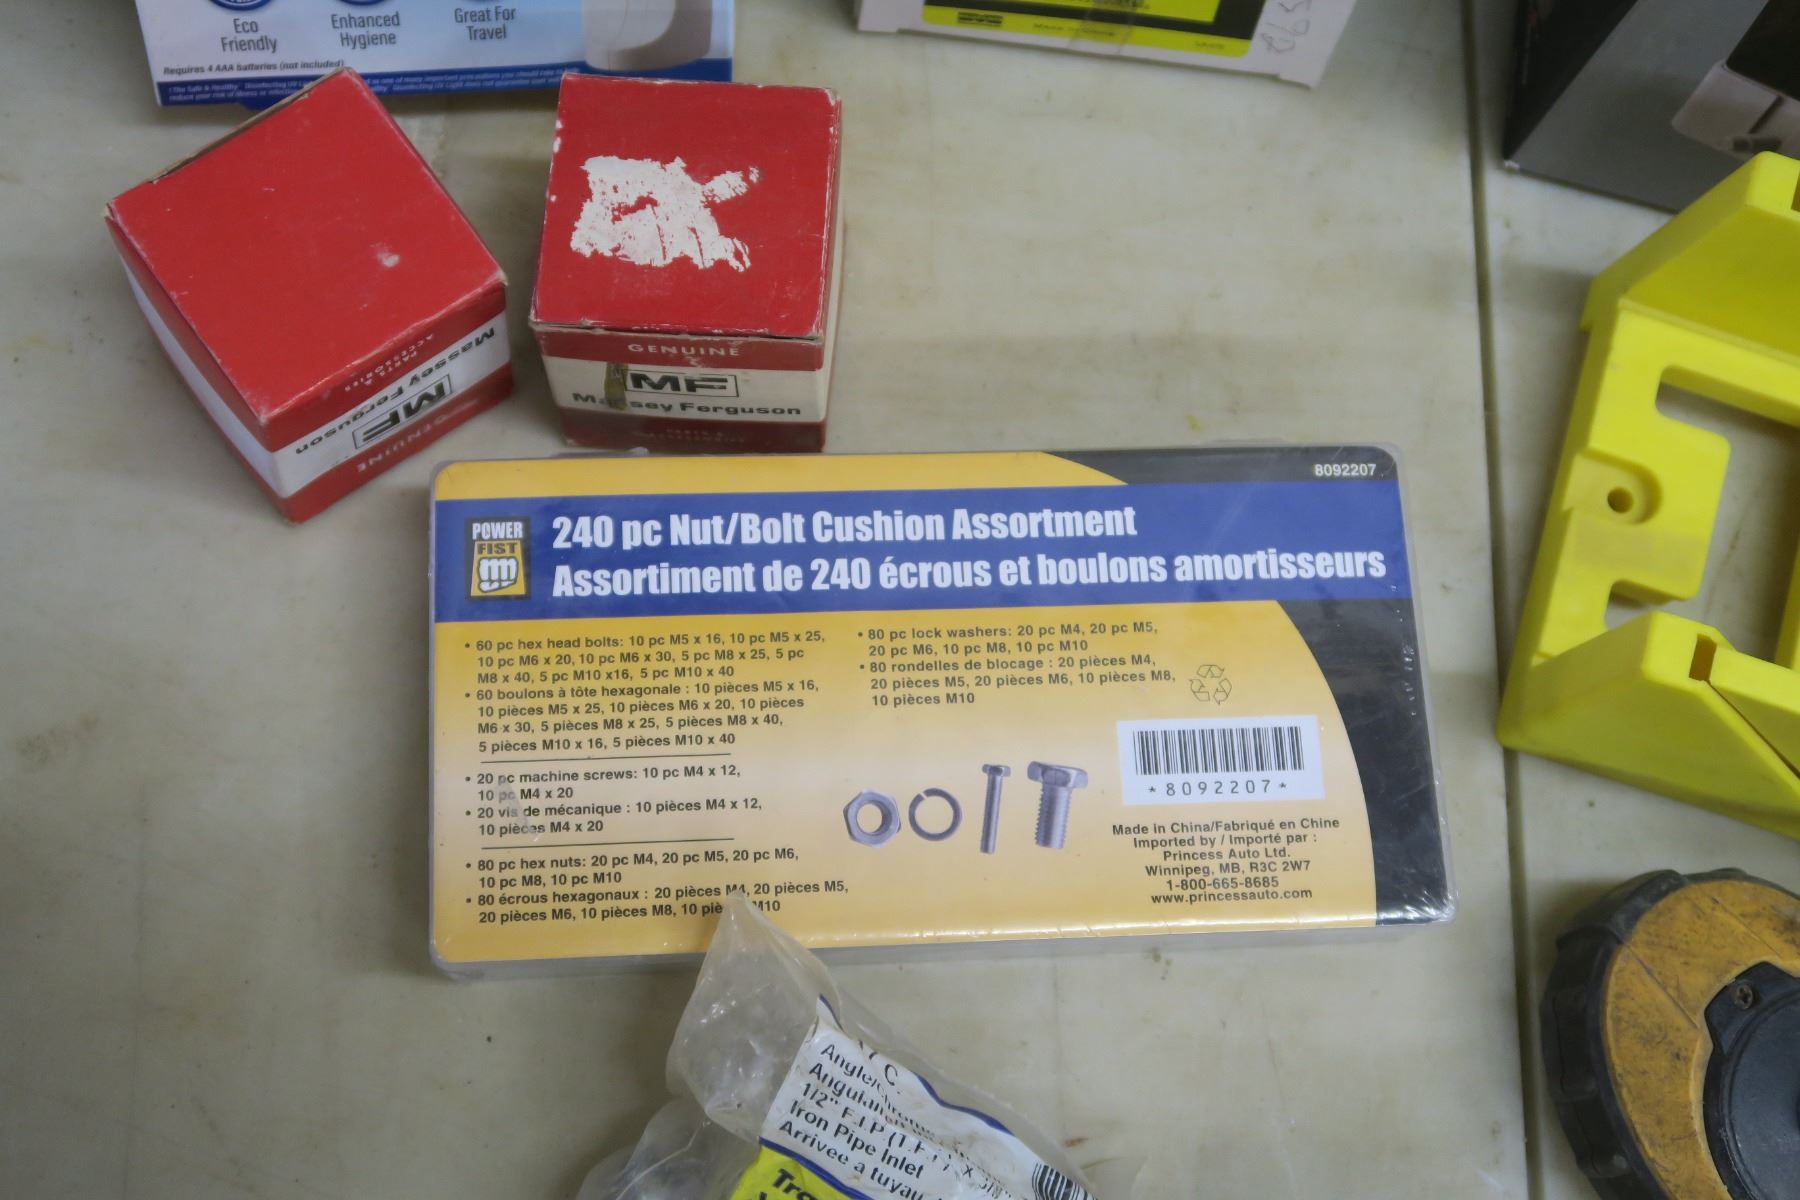 Eco
Friendly
Enhanced
Hygiene
Great For
Travel
Requires 4 AAA batteries (not included)
GENUINE
MF
Massey Ferguson
PARTS &
ACCESSORIES
GENUINE
MF
Massey Ferguson
8092207
POWER
FIST
240 pc Nut/Bolt Cushion Assortment
Assortiment de 240 écrous et boulons amortisseurs
• 60 pc hex head bolts: 10 pc M5 x 16, 10 pc M5 x 25,
10 pc M6 x 20, 10 pc M6 x 30, 5 pc M8 x 25, 5 pc
M8 x 40, 5 pc M10 x16, 5 pc M10 x 40
• 60 boulons à tôte hexagonale : 10 pièces M5 x 16,
10 pièces M5 x 25, 10 pièces M6 x 20, 10 pièces
M6 x 30, 5 pièces M8 x 25, 5 pièces M8 x 40,
5 pièces M10 x 16, 5 pièces M10 x 40
• 20 pc machine screws: 10 pc M4 x 12,
10 pc M4 x 20
• 20 vis de mécanique : 10 pièces M4 x 12,
10 pièces M4 x 20
• 80 pc hex nuts: 20 pc M4, 20 pc M5, 20 pc M6,
10 pc M8, 10 pc M10
• 80 écrous hexagonaux : 20 pièces M4, 20 pièces M5,
20 pièces M6, 10 pièces M8, 10 piè M10
• 80 pc lock washers: 20 pc M4, 20 pc M5,
20 pc M6, 10 pc M8, 10 pc M10
• 80 rondelles de blocage : 20 pièces M4,
20 pièces M5, 20 pièces M6, 10 pièces M8,
10 pièces M10
*8092207*
Made in China/Fabriqué en Chine
Imported by / Importé par :
Princess Auto Ltd.
Winnipeg, MB, R3C 2W7
1-800-665-8685
www.princessauto.com
Angle
1/2" F.I.P.
Iron Pipe Inlet
Arrivee a tuyau